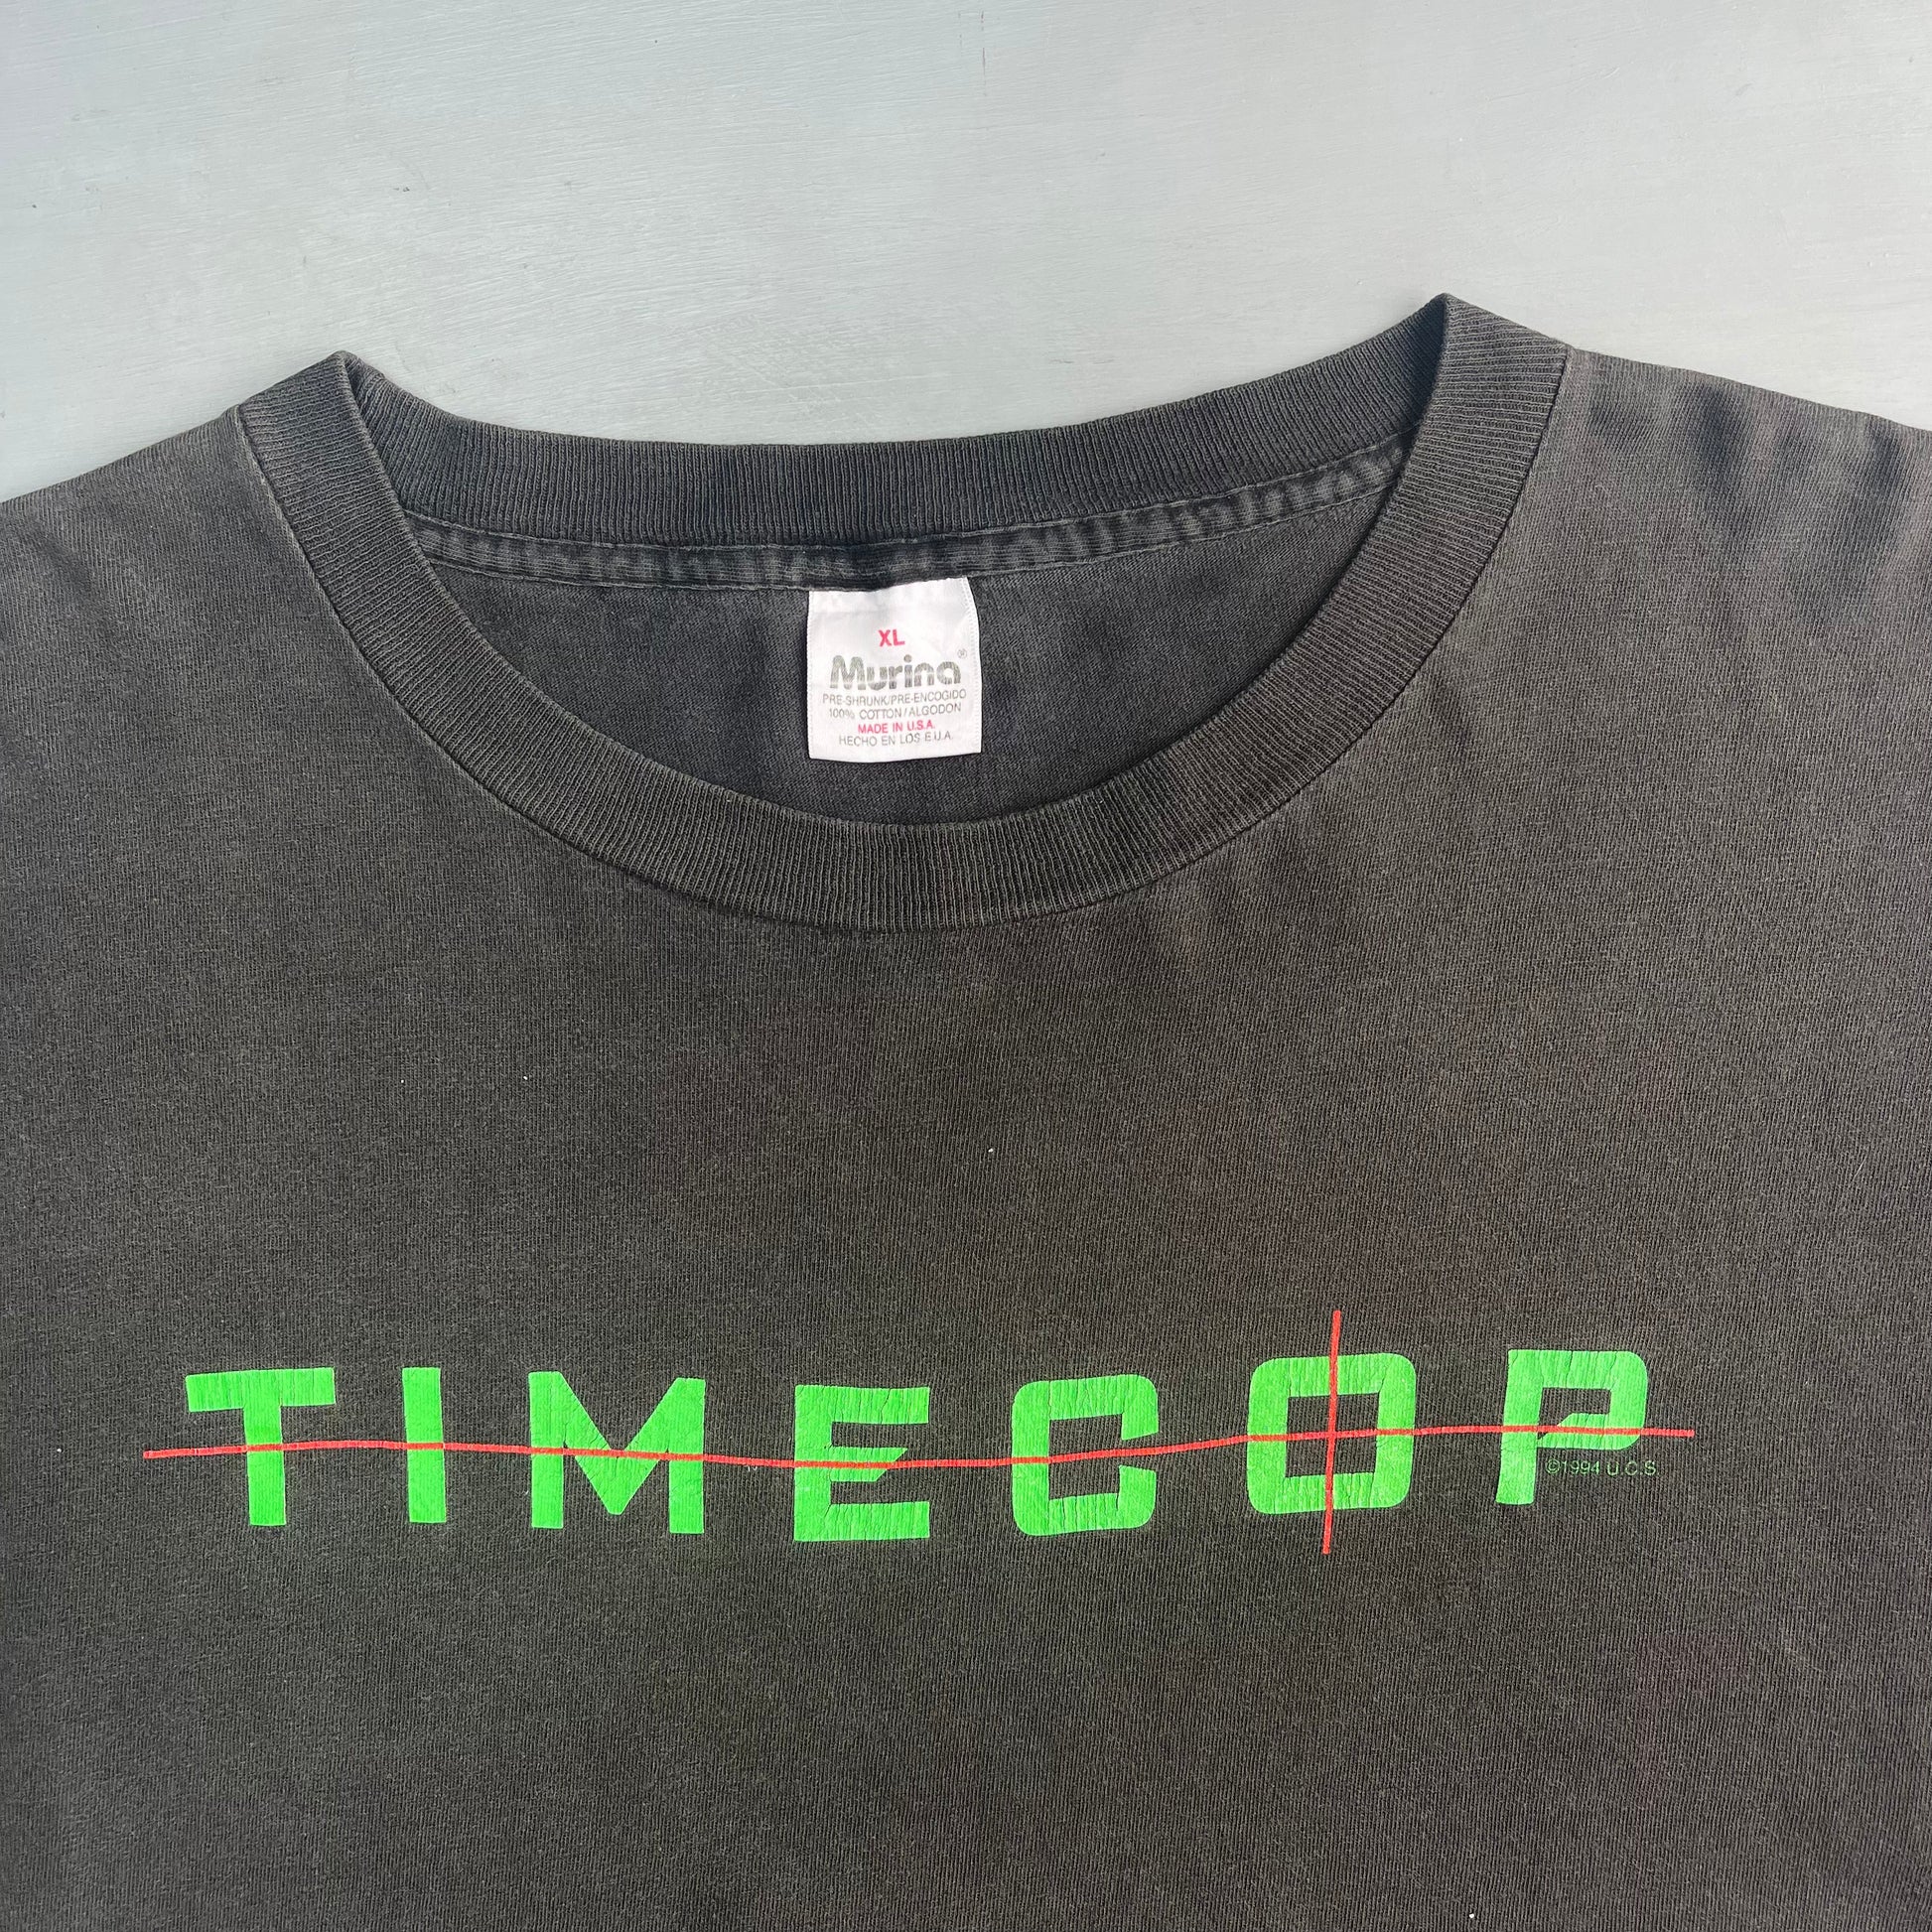 XL
Murina®
PRE-SHRUNK/PRE-ENCOGIDO
100% COTTON/ALGODON
MADE IN U.S.A.
HECHO EN LOS E.U.A.
TIMECOP
©1994 U.C.S.